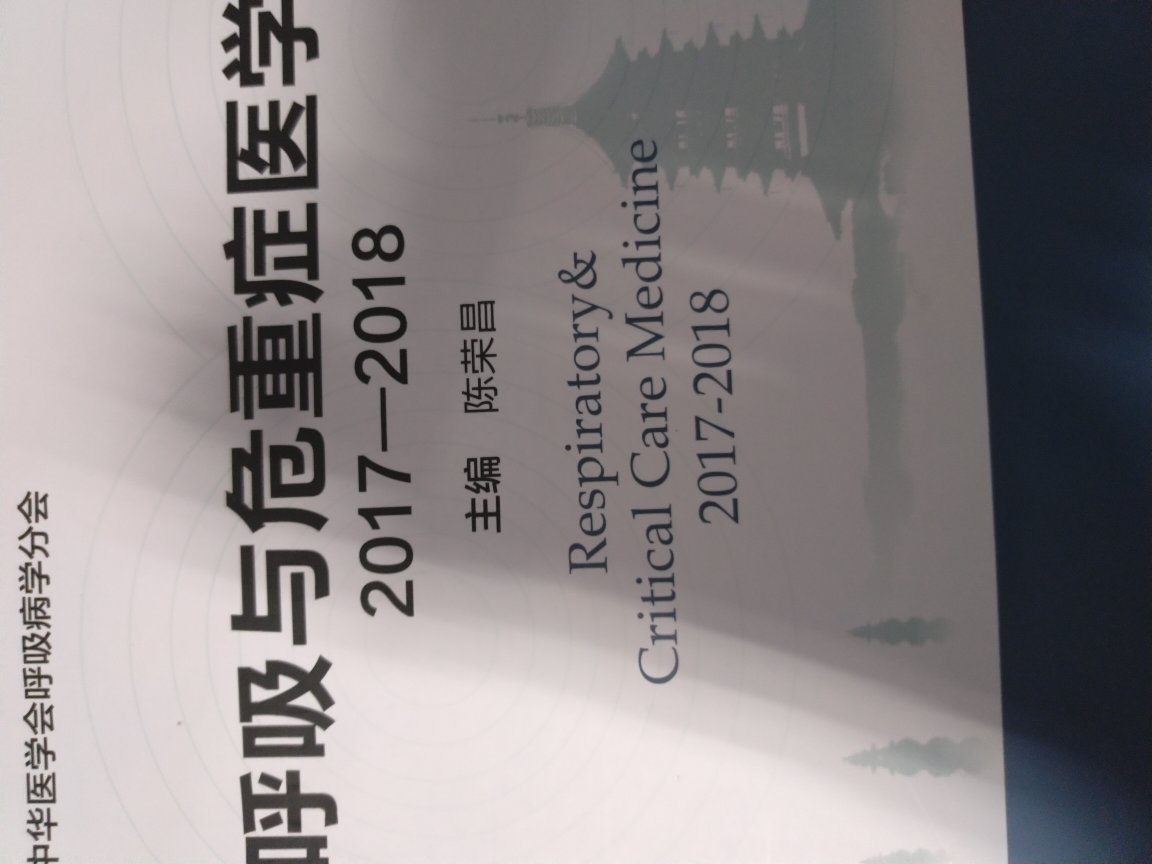 中华医学会呼吸病学分会
呼吸与危重症医学
2017—2018
主编 陈荣昌
Respiratory&
Critical Care Medicine
2017-2018